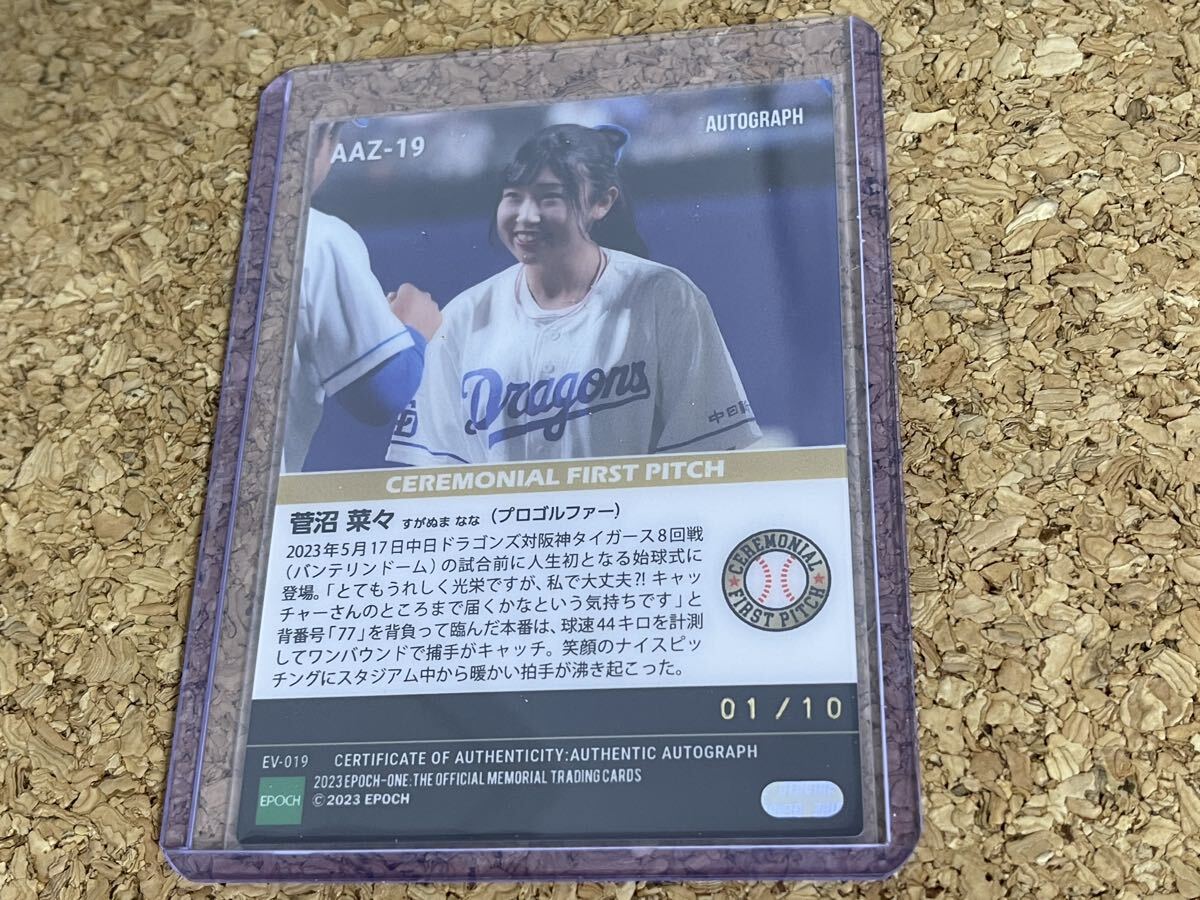 AAZ-19
AUTOGRAPH
Dragons
CEREMONIAL FIRST PITCH
菅沼 菜々 すがぬま なな (プロゴルファー)
2023年5月17日中日ドラゴンズ対阪神タイガース8回戦
(バンテリンドーム)の試合前に人生初となる始球式に
登場。「とてもうれしく光栄ですが、私で大丈夫?! キャッ
チャーさんのところまで届くかなという気持ちです」と
背番号「77」を背負って臨んだ本番は、球速44キロを計測
してワンバウンドで捕手がキャッチ。笑顔のナイスピッ
チングにスタジアム中から暖かい拍手が沸き起こった。
CEREMONIAL
FIRST PITCH
01/10
EV-019 CERTIFICATE OF AUTHENTICITY:AUTHENTIC AUTOGRAPH
2023 EPOCH-ONE:THE OFFICIAL MEMORIAL TRADING CARDS
EPOCH © 2023 EPOCH